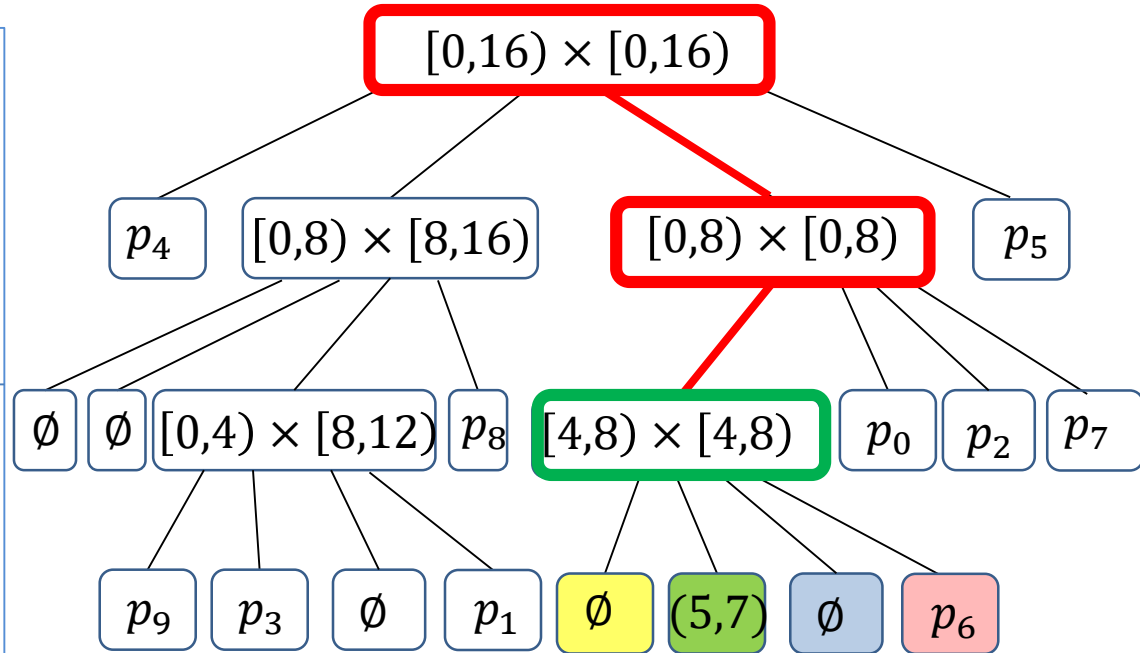 [0,16) × [0,16)
p₄ [0,8) × [8,16) [0,8) × [0,8) p₅
∅ ∅ [0,4) × [8,12) p₈ [4,8) × [4,8) p₀ p₂ p₇
p₉ p₃ ∅ p₁ ∅ (5,7) ∅ p₆